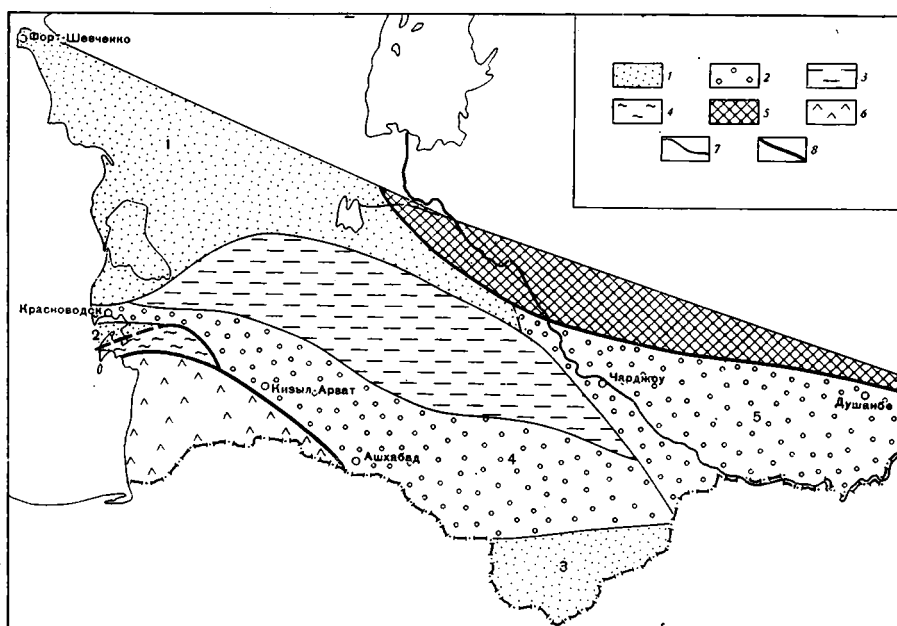 Форт-Шевченко
1
2
3
4
5
6
7
8
1
Красноводск
2
Кизыл-Арват
Чарджоу
Душанбе
5
4
Ашхабад
3